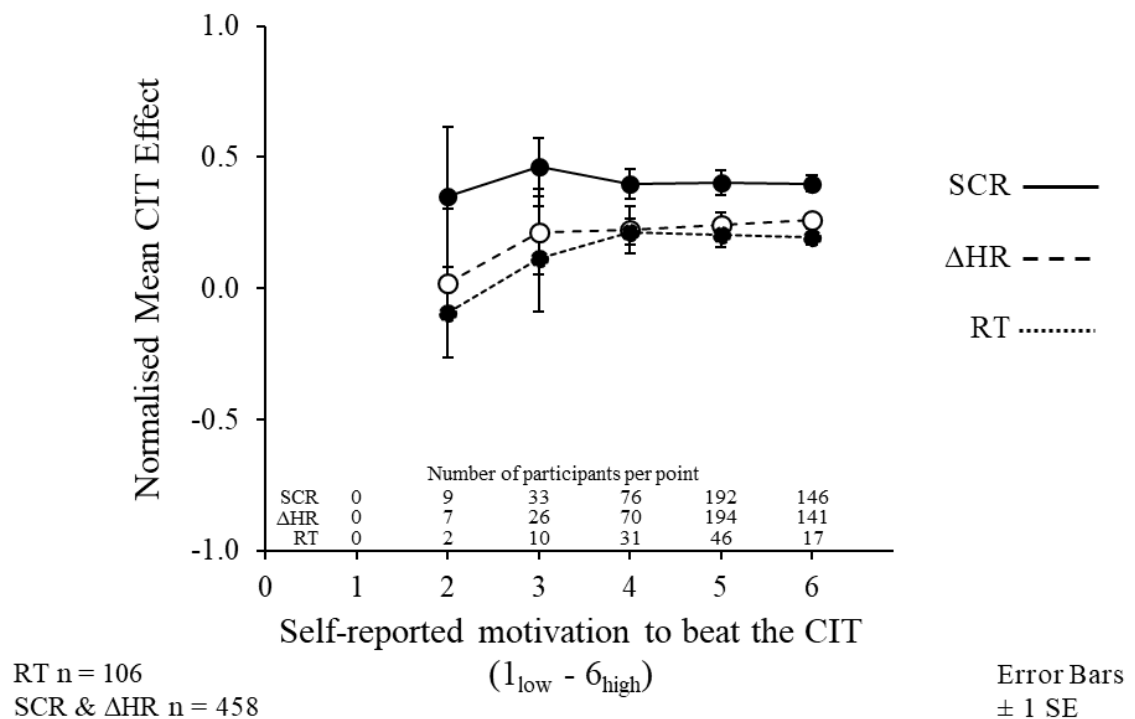 1.0
0.5
0.0
-0.5
-1.0
Normalised Mean CIT Effect
SCR
ΔHR
RT
Number of participants per point
SCR 0 9 33 76 192 146
ΔHR 0 7 26 70 194 141
RT 0 2 10 31 46 17
0 1 2 3 4 5 6
Self-reported motivation to beat the CIT
(1low - 6high)
RT n = 106
SCR & ΔHR n = 458
Error Bars
± 1 SE